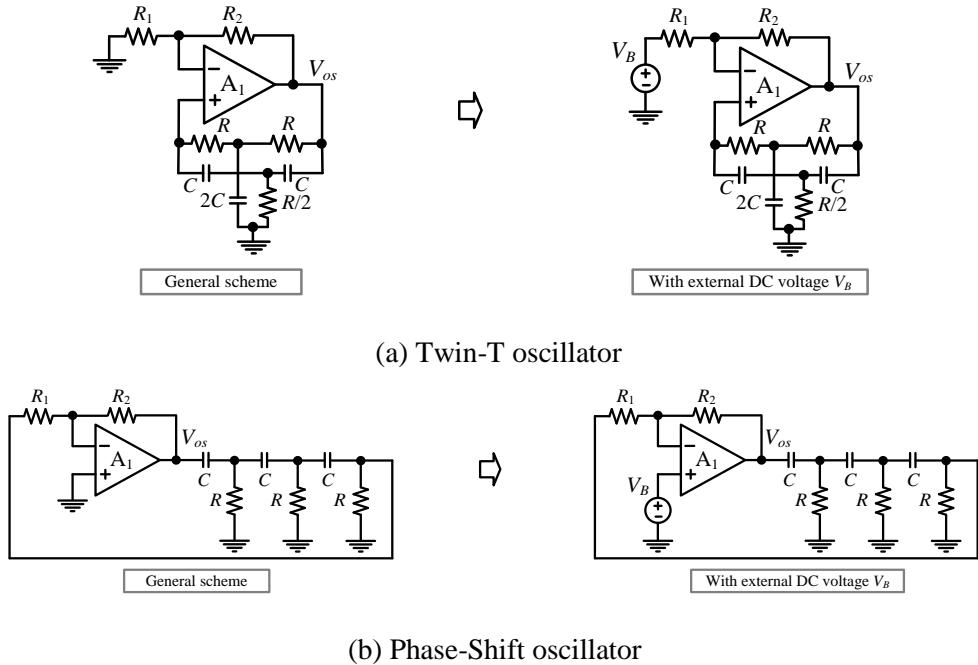 R1 R2
A1
Vos
R R
C C
2C R/2
General scheme
R1 R2
VB
A1
Vos
R R
C C
2C R/2
With external DC voltage VB
(a) Twin-T oscillator
R1 R2
A1
Vos
C C C
R R R
General scheme
R1 R2
A1
Vos
VB
C C C
R R R
With external DC voltage VB
(b) Phase-Shift oscillator